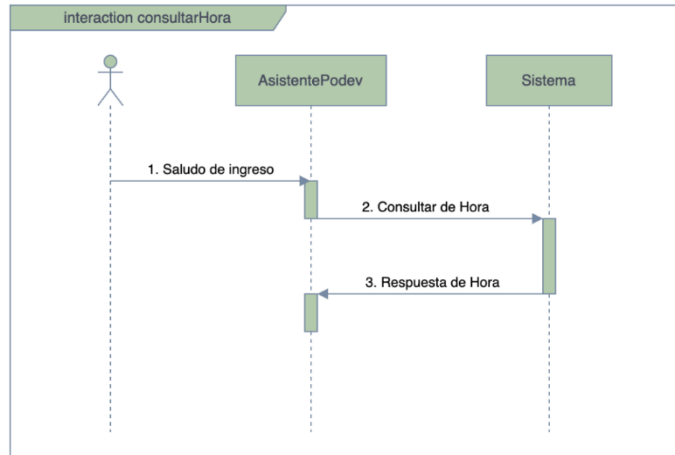 interaction consultarHora
AsistentePodev
Sistema
1. Saludo de ingreso
2. Consultar de Hora
3. Respuesta de Hora